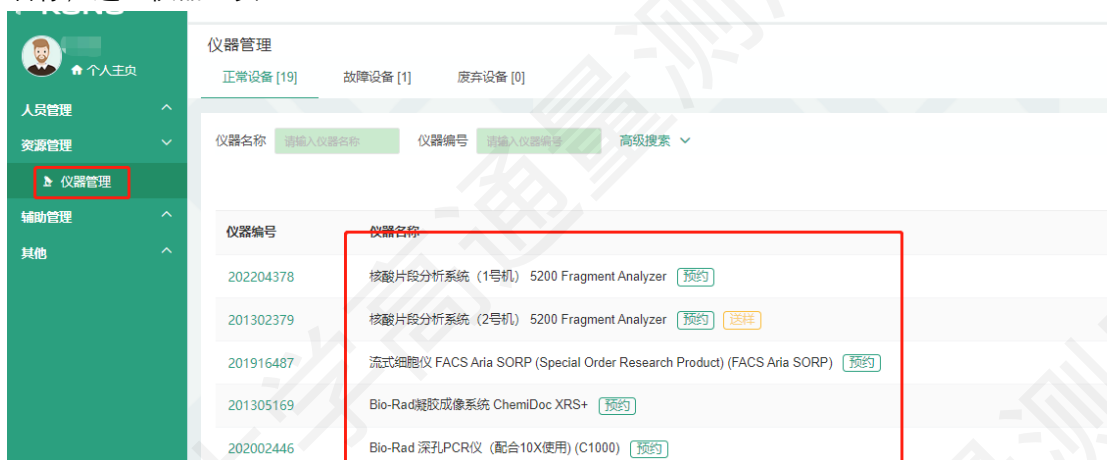 仪器管理
个人主页
正常设备 [19] 故障设备 [1] 废弃设备 [0]
人员管理
资源管理
仪器管理
辅助管理
其他
仪器名称 请输入仪器名称 仪器编号 请输入仪器编号 高级搜索
仪器编号 仪器名称
202204378 核酸片段分析系统（1号机） 5200 Fragment Analyzer 预约
201302379 核酸片段分析系统（2号机） 5200 Fragment Analyzer 预约 送样
201916487 流式细胞仪 FACS Aria SORP (Special Order Research Product) (FACS Aria SORP) 预约
201305169 Bio-Rad凝胶成像系统 ChemiDoc XRS+ 预约
202002446 Bio-Rad 深孔PCR仪（配合10X使用) (C1000) 预约